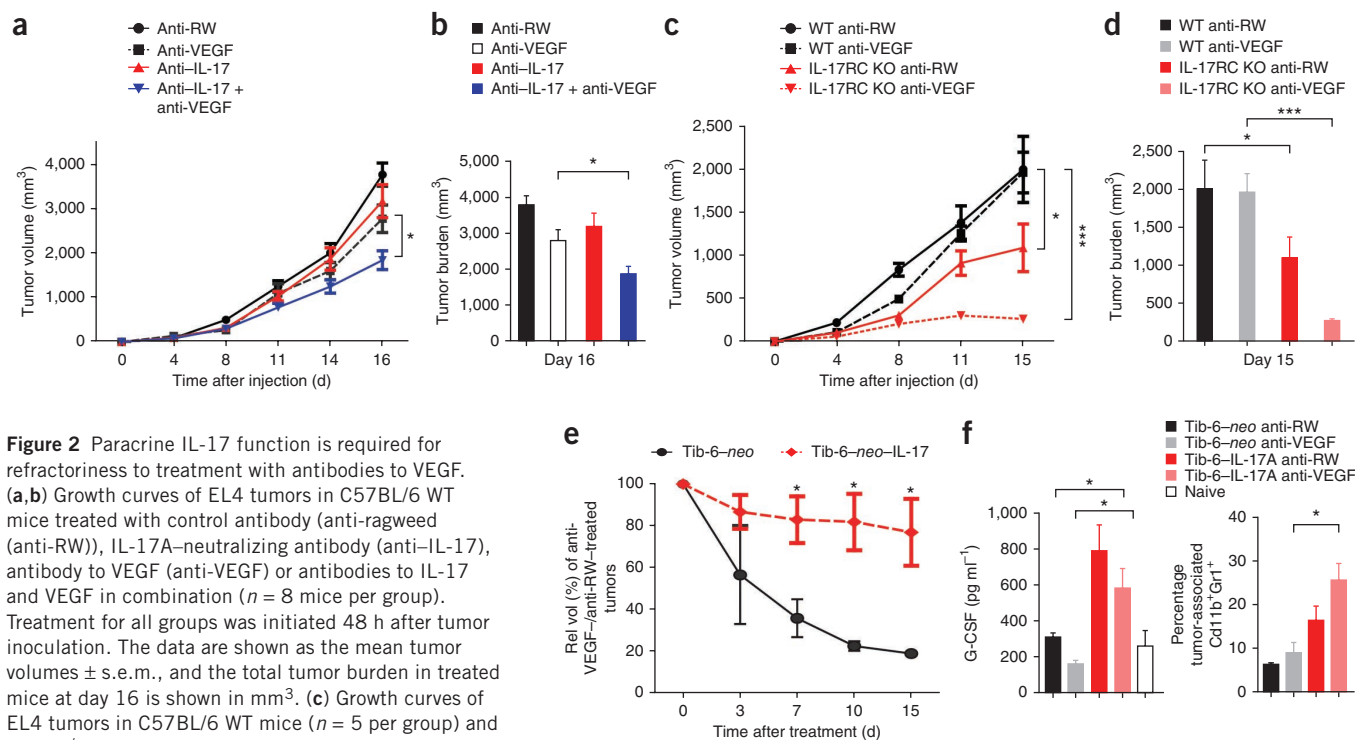 a
Anti-RW
Anti-VEGF
Anti–IL-17
Anti–IL-17 +
anti-VEGF
Tumor volume (mm³)
4,000
3,000
2,000
1,000
0
0 4 8 11 14 16
Time after injection (d)
*
b
Anti-RW
Anti-VEGF
Anti–IL-17
Anti–IL-17 + anti-VEGF
Tumor burden (mm³)
5,000
4,000
3,000
2,000
1,000
0
*
Day 16
c
WT anti-RW
WT anti-VEGF
IL-17RC KO anti-RW
IL-17RC KO anti-VEGF
Tumor volume (mm³)
2,500
2,000
1,500
1,000
500
0
0 4 8 11 15
Time after injection (d)
*
***
d
WT anti-RW
WT anti-VEGF
IL-17RC KO anti-RW
IL-17RC KO anti-VEGF
***
*
Tumor burden (mm³)
2,500
2,000
1,500
1,000
500
0
Day 15
Figure 2 Paracrine IL-17 function is required for
refractoriness to treatment with antibodies to VEGF.
(a,b) Growth curves of EL4 tumors in C57BL/6 WT
mice treated with control antibody (anti-ragweed
(anti-RW)), IL-17A–neutralizing antibody (anti–IL-17),
antibody to VEGF (anti-VEGF) or antibodies to IL-17
and VEGF in combination (n = 8 mice per group).
Treatment for all groups was initiated 48 h after tumor
inoculation. The data are shown as the mean tumor
volumes ± s.e.m., and the total tumor burden in treated
mice at day 16 is shown in mm³. (c) Growth curves of
EL4 tumors in C57BL/6 WT mice (n = 5 per group) and
e
Tib-6–neo
Tib-6–neo–IL-17
Rel vol (%) of anti-
VEGF–/anti-RW–treated
tumors
100
80
60
40
20
0
* * *
0 3 7 10 15
Time after treatment (d)
f
Tib-6–neo anti-RW
Tib-6–neo anti-VEGF
Tib-6–IL-17A anti-RW
Tib-6–IL-17A anti-VEGF
Naive
G-CSF (pg ml⁻¹)
1,000
800
600
400
200
0
*
*
Percentage
tumor-associated
Cd11b⁺Gr1⁺
40
30
20
10
0
*